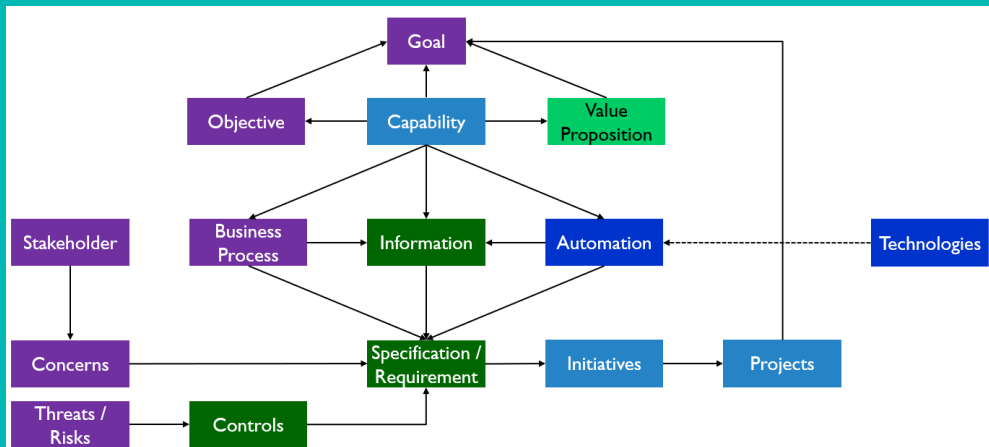 Goal
Objective
Capability
Value
Proposition
Stakeholder
Business
Process
Information
Automation
Technologies
Concerns
Specification /
Requirement
Initiatives
Projects
Threats /
Risks
Controls